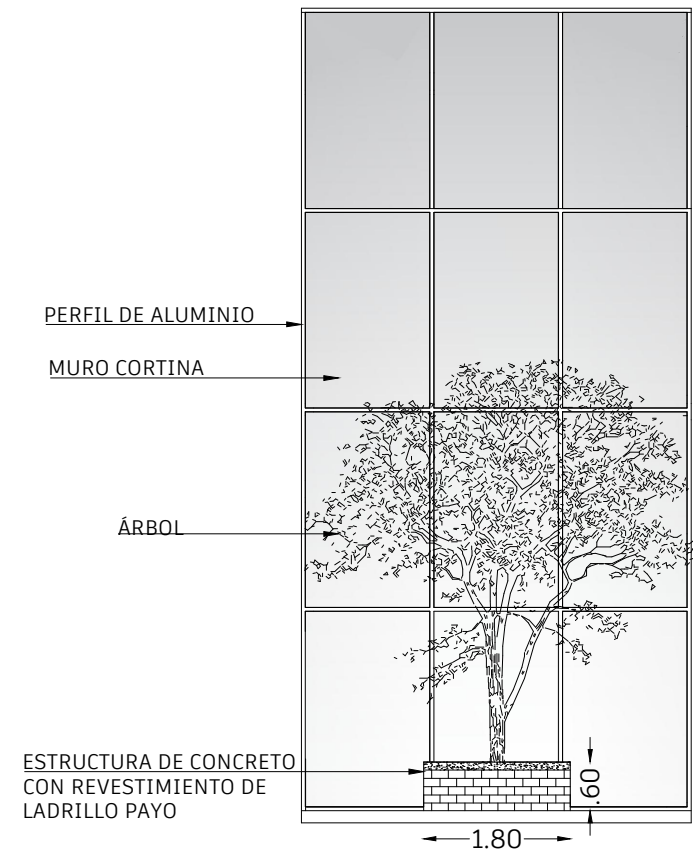 PERFIL DE ALUMINIO
MURO CORTINA
ÁRBOL
ESTRUCTURA DE CONCRETO
CON REVESTIMIENTO DE
LADRILLO PAYO
.60
1.80